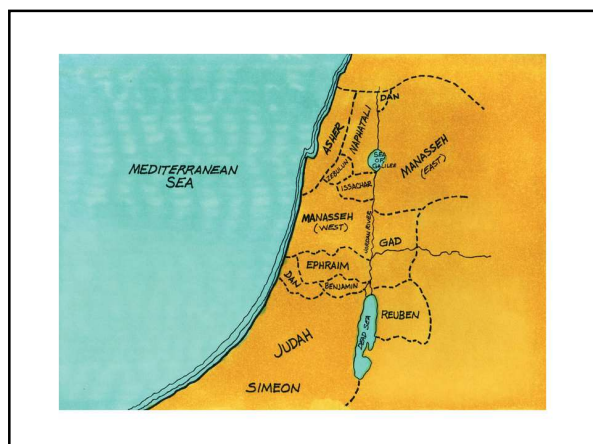 MEDITERRANEAN
SEA
DAN
ASHER
NAPHATALI
ZEBULUN
SEA
OF
GALILEE
MANASSEH
(EAST)
ISSACHAR
MANASSEH
(WEST)
JORDAN RIVER
GAD
EPHRAIM
DAN
BENJAMIN
REUBEN
DEAD SEA
JUDAH
SIMEON